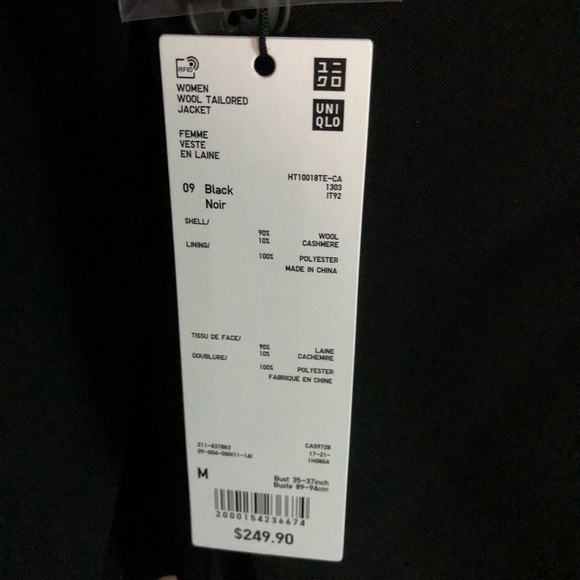 RFID
WOMEN
WOOL TAILORED
JACKET
ユニ
クロ
UNI
QLO
FEMME
VESTE
EN LAINE
HT10018TE-CA
1303
IT92
09 Black
Noir
SHELL/
90% WOOL
10% CASHMERE
LINING/
100% POLYESTER
MADE IN CHINA
TISSU DE FACE/
90% LAINE
10% CACHEMIRE
DOUBLURE/
100% POLYESTER
FABRIQUÉ EN CHINE
CA59728
17-21-
M
Bust 35-37inch
Buste 89-94cm
2000154236674
$249.90